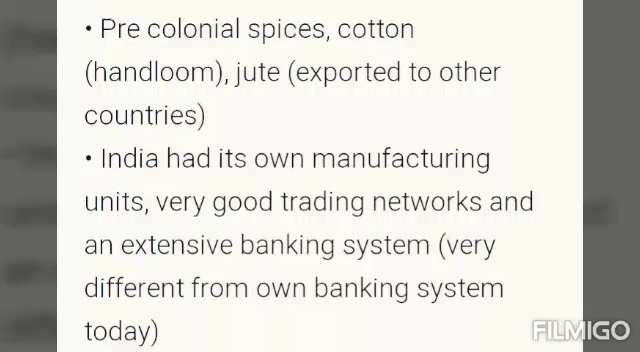 • Pre colonial spices, cotton
(handloom), jute (exported to other
countries)
• India had its own manufacturing
units, very good trading networks and
an extensive banking system (very
different from own banking system
today)
FILMIGO